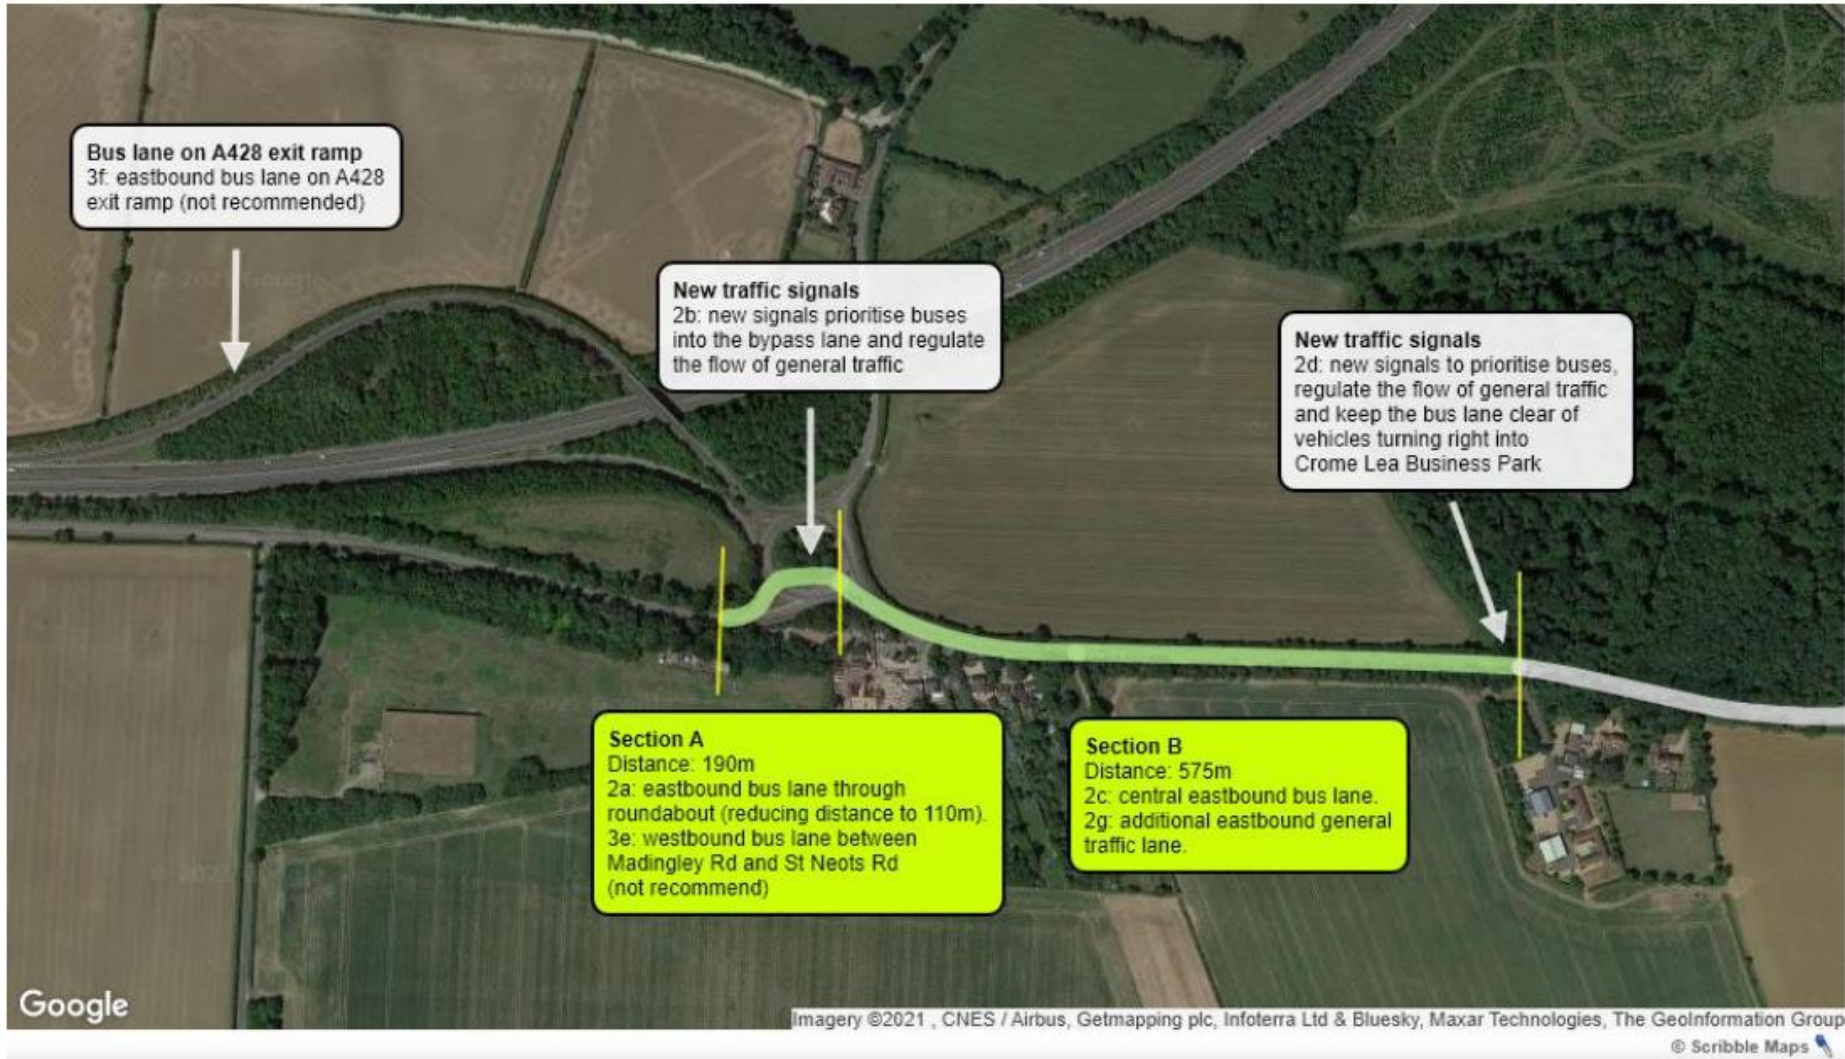 Bus lane on A428 exit ramp
3f: eastbound bus lane on A428
exit ramp (not recommended)
New traffic signals
2b: new signals prioritise buses
into the bypass lane and regulate
the flow of general traffic
New traffic signals
2d: new signals to prioritise buses,
regulate the flow of general traffic
and keep the bus lane clear of
vehicles turning right into
Crome Lea Business Park
Section A
Distance: 190m
2a: eastbound bus lane through
roundabout (reducing distance to 110m).
3e: westbound bus lane between
Madingley Rd and St Neots Rd
(not recommend)
Section B
Distance: 575m
2c: central eastbound bus lane.
2g: additional eastbound general
traffic lane.
Google
Imagery ©2021 , CNES / Airbus, Getmapping plc, Infoterra Ltd & Bluesky, Maxar Technologies, The GeoInformation Group
© Scribble Maps